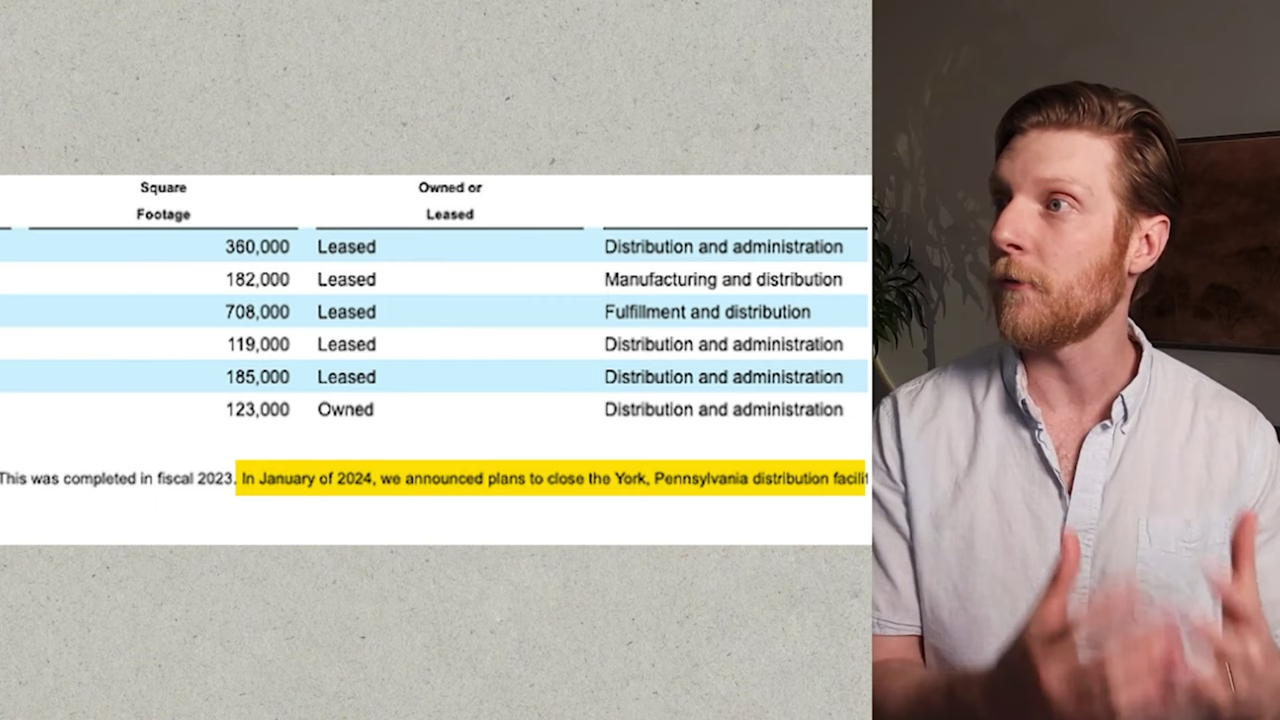 Square Owned or
Footage Leased
360,000 Leased Distribution and administration
182,000 Leased Manufacturing and distribution
708,000 Leased Fulfillment and distribution
119,000 Leased Distribution and administration
185,000 Leased Distribution and administration
123,000 Owned Distribution and administration
This was completed in fiscal 2023. In January of 2024, we announced plans to close the York, Pennsylvania distribution facilit